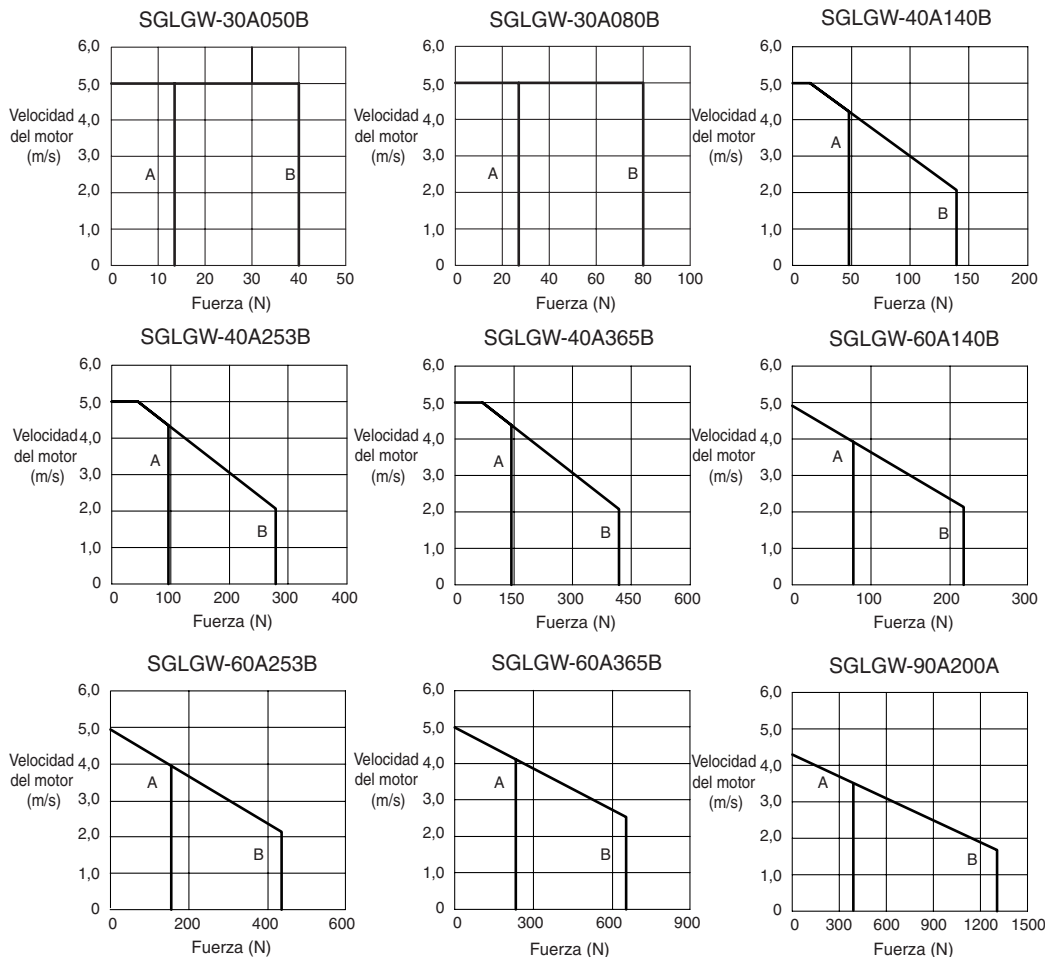 SGLGW-30A050B
6,0
5,0
4,0
3,0
2,0
1,0
0
Velocidad
del motor
(m/s)
A
B
0 10 20 30 40 50
Fuerza (N)
SGLGW-30A080B
6,0
5,0
4,0
3,0
2,0
1,0
0
Velocidad
del motor
(m/s)
A
B
0 20 40 60 80 100
Fuerza (N)
SGLGW-40A140B
6,0
5,0
4,0
3,0
2,0
1,0
0
Velocidad
del motor
(m/s)
A
B
0 50 100 150 200
Fuerza (N)
SGLGW-40A253B
6,0
5,0
4,0
3,0
2,0
1,0
0
Velocidad
del motor
(m/s)
A
B
0 100 200 300 400
Fuerza (N)
SGLGW-40A365B
6,0
5,0
4,0
3,0
2,0
1,0
0
Velocidad
del motor
(m/s)
A
B
0 150 300 450 600
Fuerza (N)
SGLGW-60A140B
6,0
5,0
4,0
3,0
2,0
1,0
0
Velocidad
del motor
(m/s)
A
B
0 100 200 300
Fuerza (N)
SGLGW-60A253B
6,0
5,0
4,0
3,0
2,0
1,0
0
Velocidad
del motor
(m/s)
A
B
0 200 400 600
Fuerza (N)
SGLGW-60A365B
6,0
5,0
4,0
3,0
2,0
1,0
0
Velocidad
del motor
(m/s)
A
B
0 300 600 900
Fuerza (N)
SGLGW-90A200A
6,0
5,0
4,0
3,0
2,0
1,0
0
Velocidad
del motor
(m/s)
A
B
0 300 600 900 1200 1500
Fuerza (N)